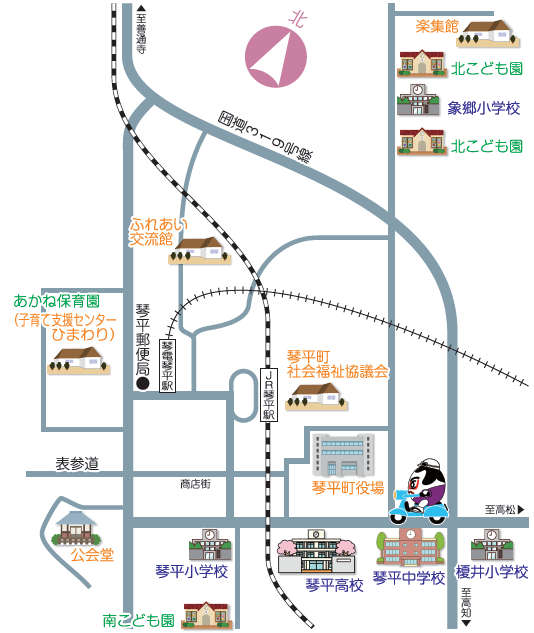 至善通寺
北
楽集館
北こども園
象郷小学校
北こども園
国道319号線
ふれあい
交流館
あかね保育園
(子育て支援センター
ひまわり)
琴平郵便局
琴電琴平駅
JR琴平駅
琴平町
社会福祉協議会
表参道
商店街
琴平町役場
至高松
公会堂
琴平小学校
琴平高校
琴平中学校
榎井小学校
南こども園
至高知